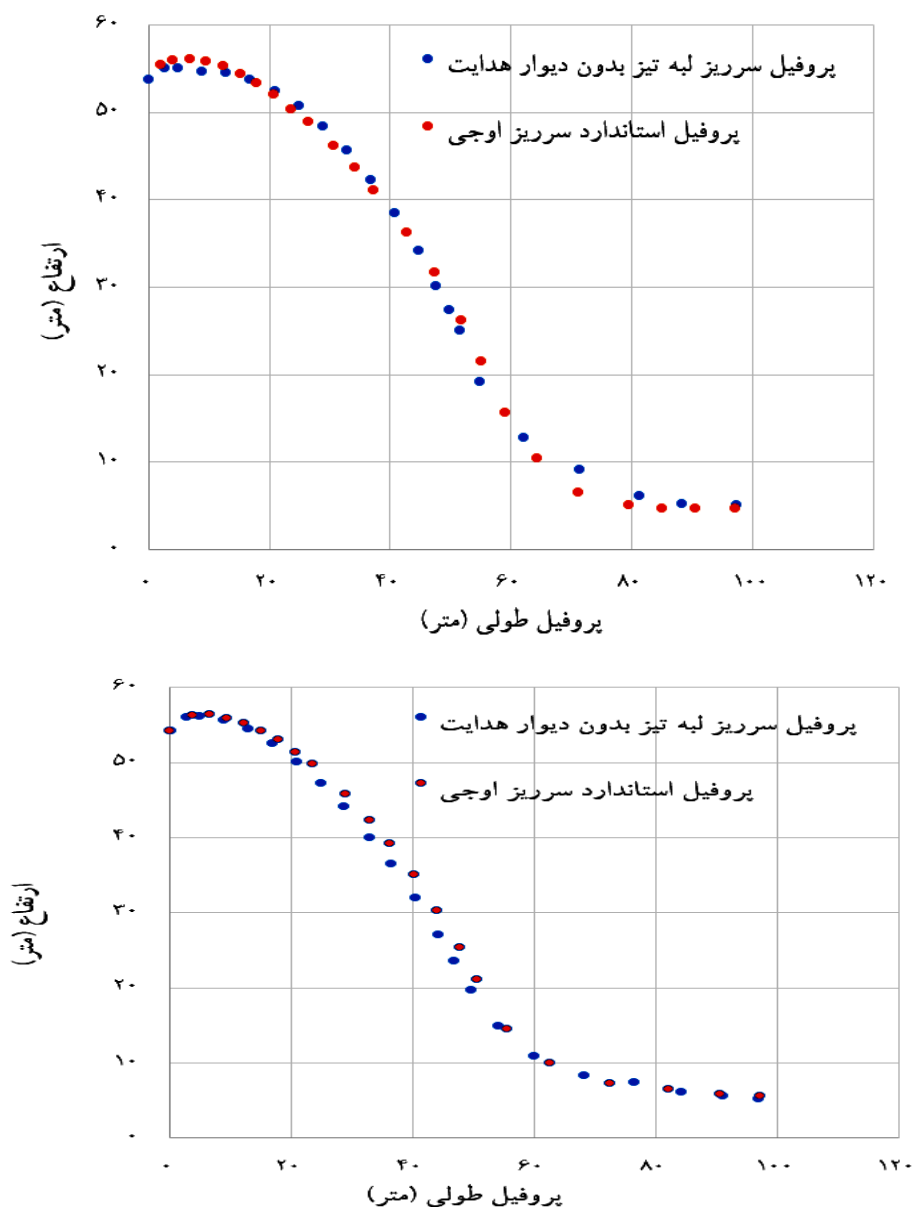 ۶۰
پروفیل سرریز لبه تیز بدون دیوار هدایت
۵۰
پروفیل استاندارد سرریز اوجی
۴۰
ارتفاع (متر)
۳۰
۲۰
۱۰
۰
۰ ۲۰ ۴۰ ۶۰ ۸۰ ۱۰۰ ۱۲۰
پروفیل طولی (متر)
۶۰
پروفیل سرریز لبه تیز بدون دیوار هدایت
۵۰
پروفیل استاندارد سرریز اوجی
۴۰
ارتفاع (متر)
۳۰
۲۰
۱۰
۰
۰ ۲۰ ۴۰ ۶۰ ۸۰ ۱۰۰ ۱۲۰
پروفیل طولی (متر)